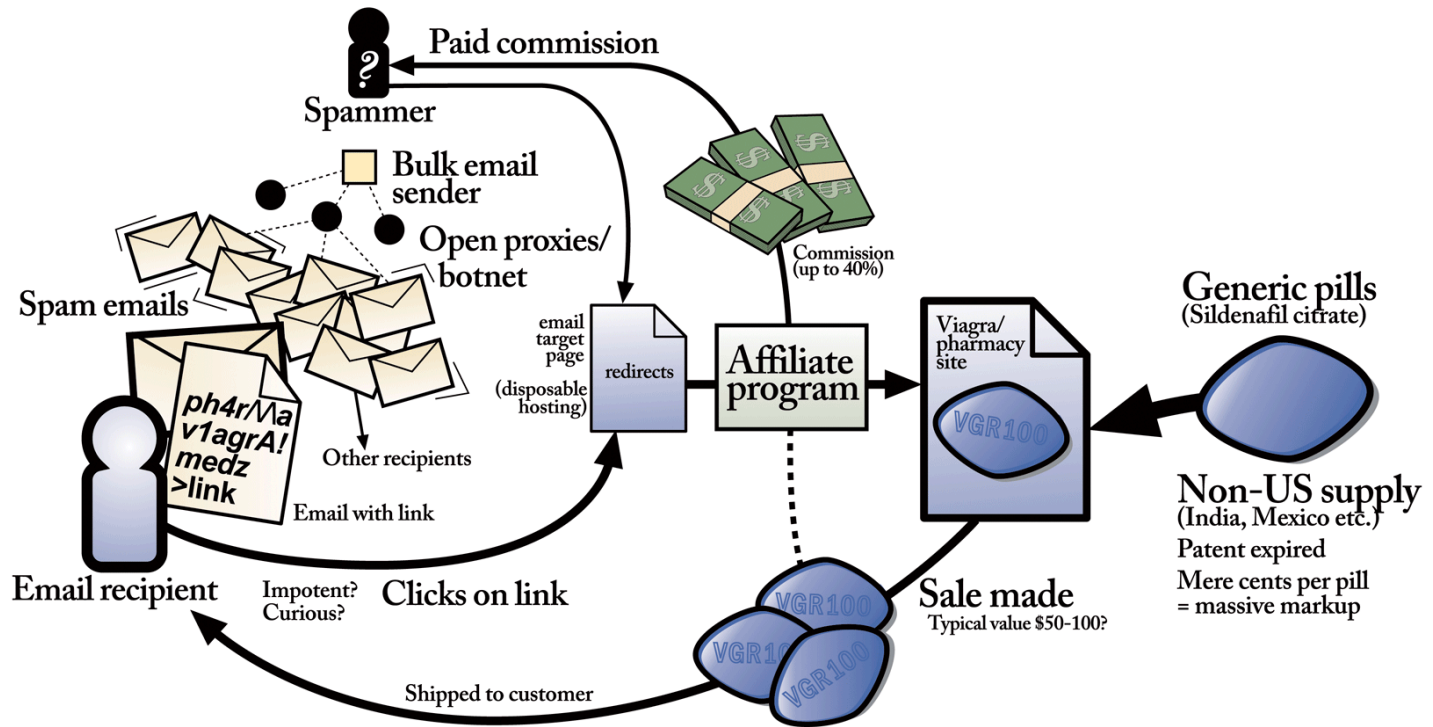 Paid commission
?
Spammer
Bulk email
sender
Open proxies/
botnet
Spam emails
$
$
$
$
$
Commission
(up to 40%)
email
target
page
(disposable
hosting)
redirects
Affiliate
program
Viagra/
pharmacy
site
VGR100
Generic pills
(Sildenafil citrate)
Non-US supply
(India, Mexico etc.)
Patent expired
Mere cents per pill
= massive markup
ph4r/\/\a
v1agrA!
medz
>link
Other recipients
Email with link
Email recipient
Impotent?
Curious?
Clicks on link
VGR100
VGR10
VGR100
Sale made
Typical value $50-100?
Shipped to customer